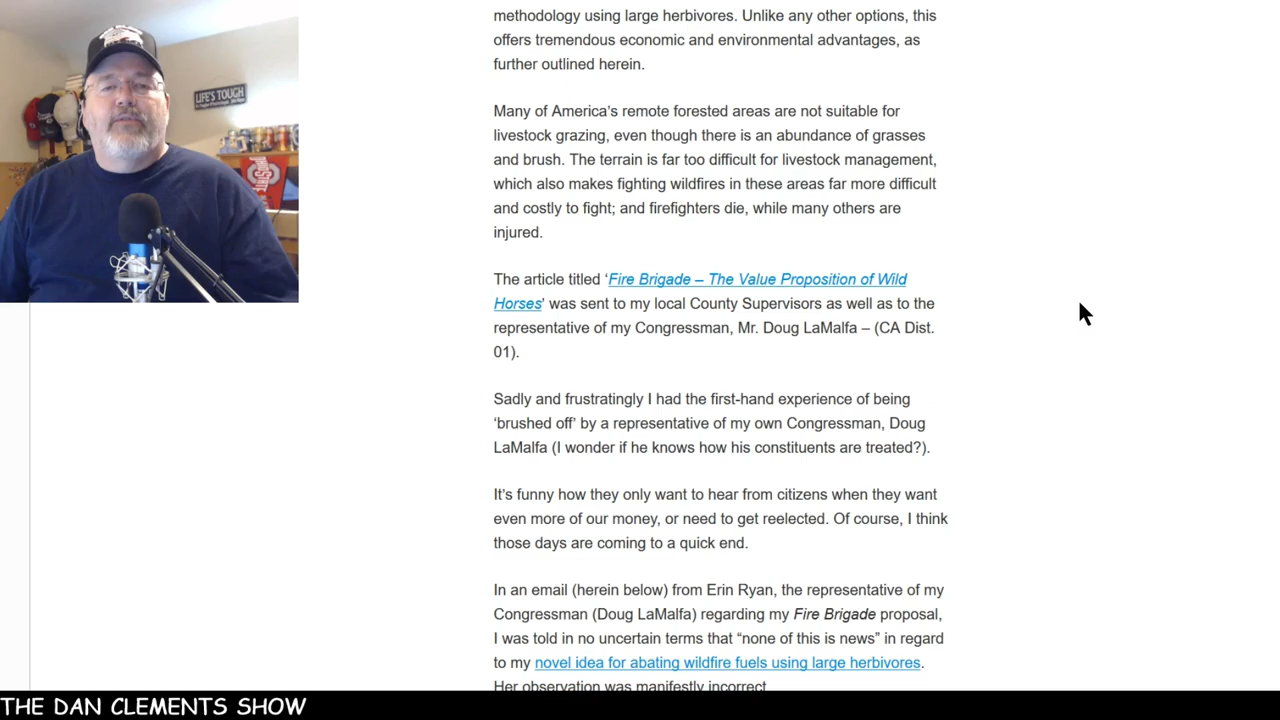 methodology using large herbivores. Unlike any other options, this
offers tremendous economic and environmental advantages, as
further outlined herein.
Many of America’s remote forested areas are not suitable for
livestock grazing, even though there is an abundance of grasses
and brush. The terrain is far too difficult for livestock management,
which also makes fighting wildfires in these areas far more difficult
and costly to fight; and firefighters die, while many others are
injured.
The article titled ‘Fire Brigade – The Value Proposition of Wild
Horses’ was sent to my local County Supervisors as well as to the
representative of my Congressman, Mr. Doug LaMalfa – (CA Dist.
01).
Sadly and frustratingly I had the first-hand experience of being
‘brushed off’ by a representative of my own Congressman, Doug
LaMalfa (I wonder if he knows how his constituents are treated?).
It’s funny how they only want to hear from citizens when they want
even more of our money, or need to get reelected. Of course, I think
those days are coming to a quick end.
In an email (herein below) from Erin Ryan, the representative of my
Congressman (Doug LaMalfa) regarding my Fire Brigade proposal,
I was told in no uncertain terms that “none of this is news” in regard
to my novel idea for abating wildfire fuels using large herbivores.
Her observation was manifestly incorrect
LIFE'S TOUGH
OHIO STATE
THE DAN CLEMENTS SHOW